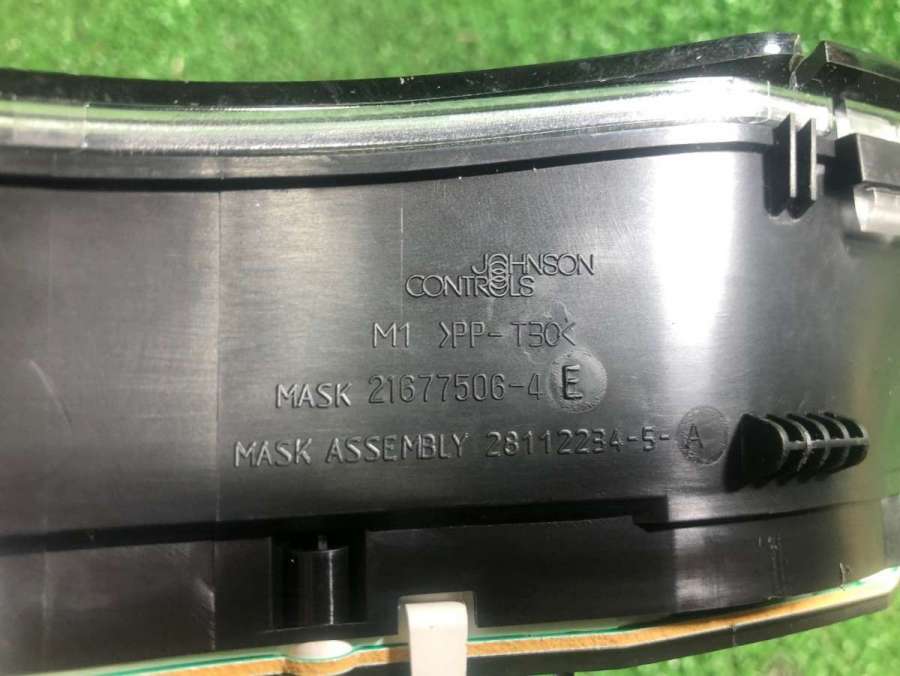 JOHNSON
CONTROLS
M1 >PP-T30<
MASK 21677506-4 E
MASK ASSEMBLY 28112234-5- A